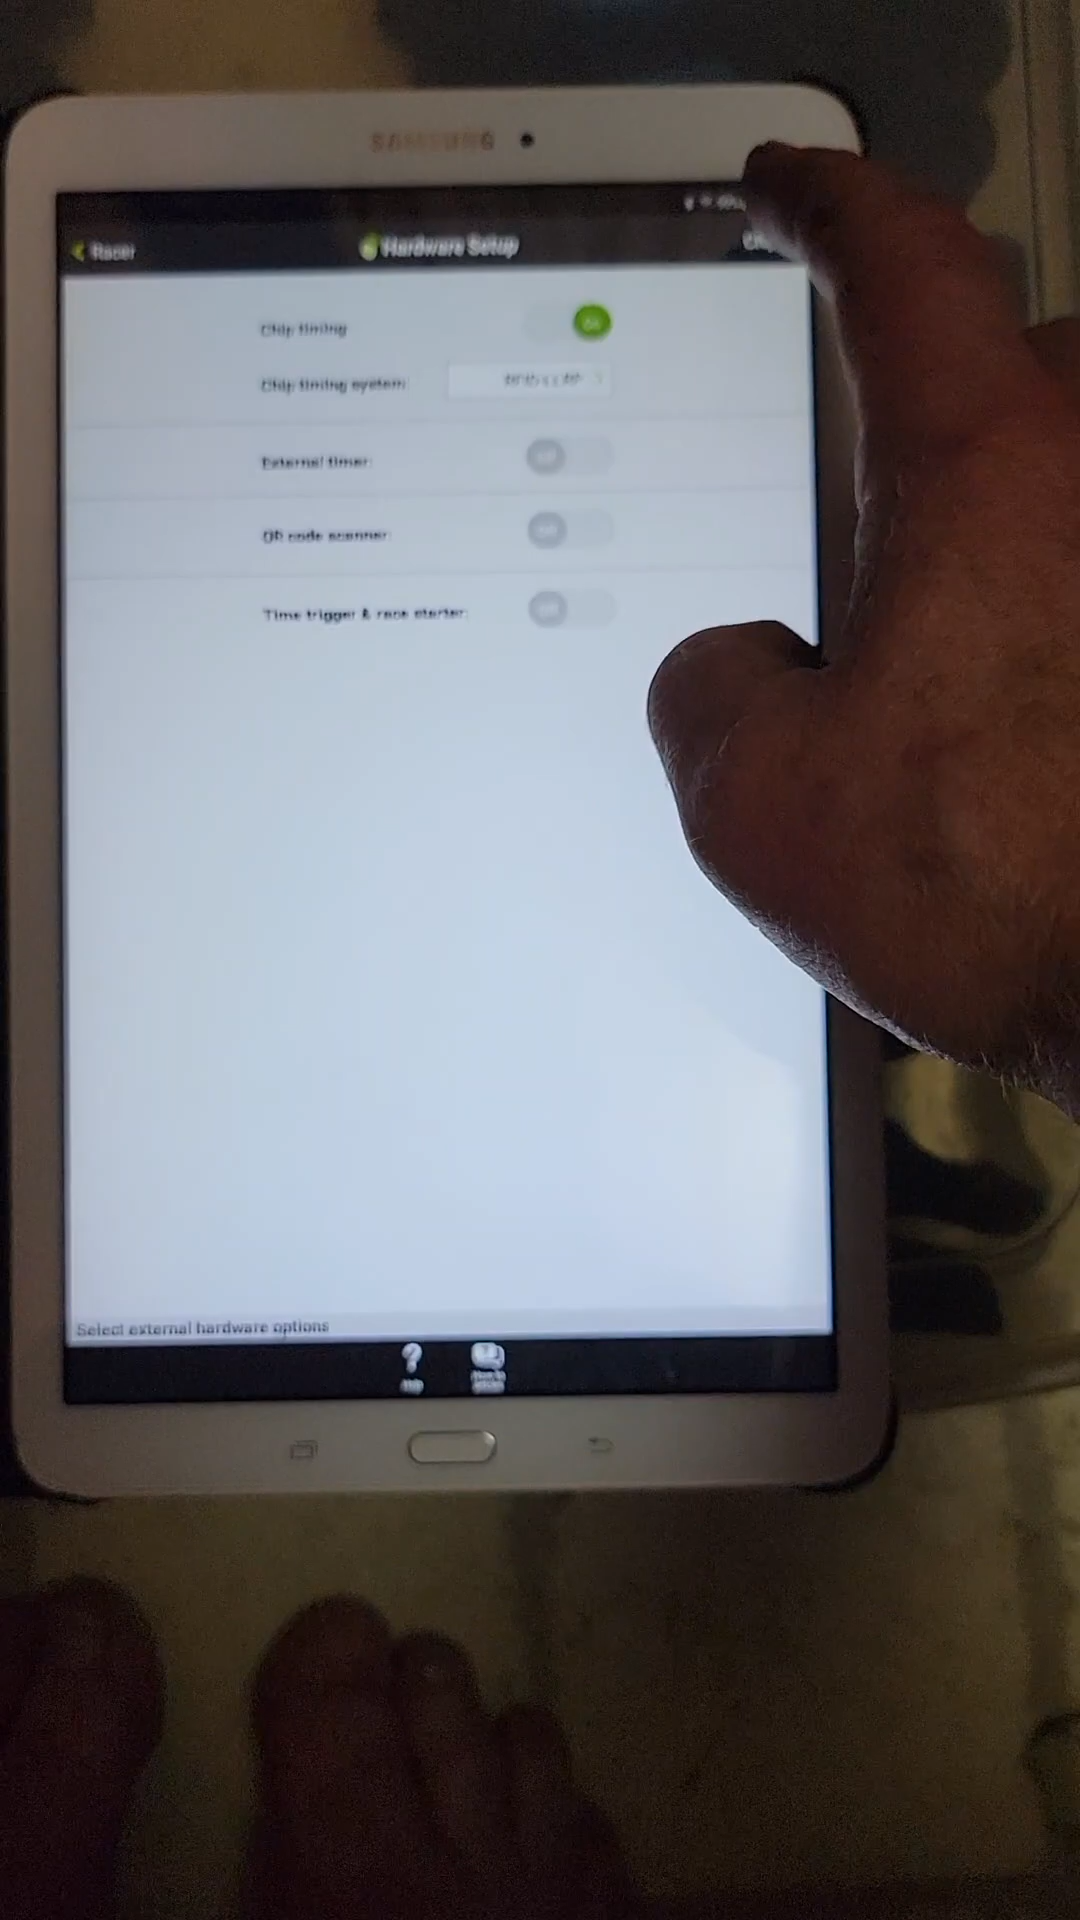 SAMSUNG
Racer
Hardware Setup
Chip timing
Chip timing system:
External timer:
QR code scanner
Time trigger & race starter:
Select external hardware options
Help